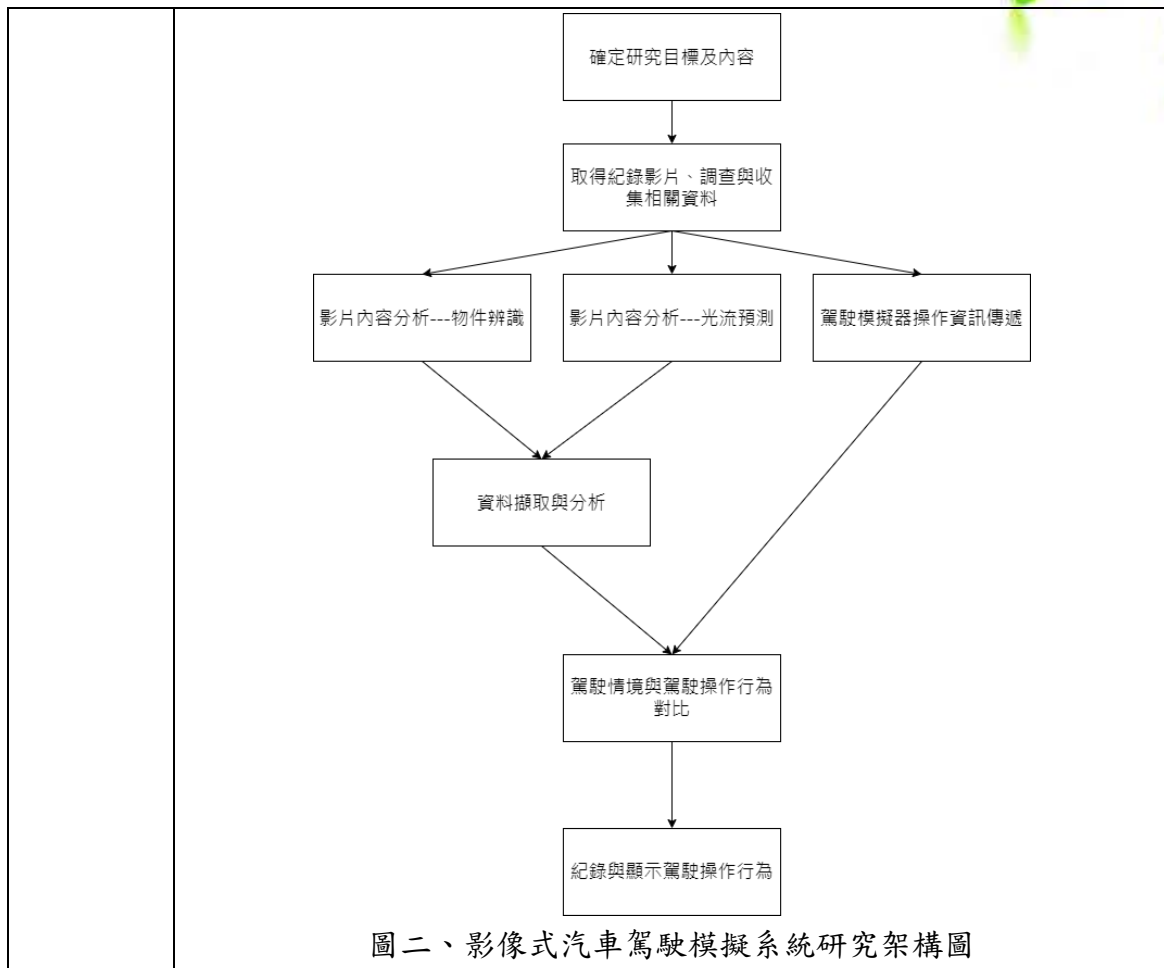 確定研究目標及內容
取得紀錄影片、調查與收
集相關資料
影片內容分析---物件辨識
影片內容分析---光流預測
駕駛模擬器操作資訊傳遞
資料擷取與分析
駕駛情境與駕駛操作行為
對比
紀錄與顯示駕駛操作行為
圖二、影像式汽車駕駛模擬系統研究架構圖